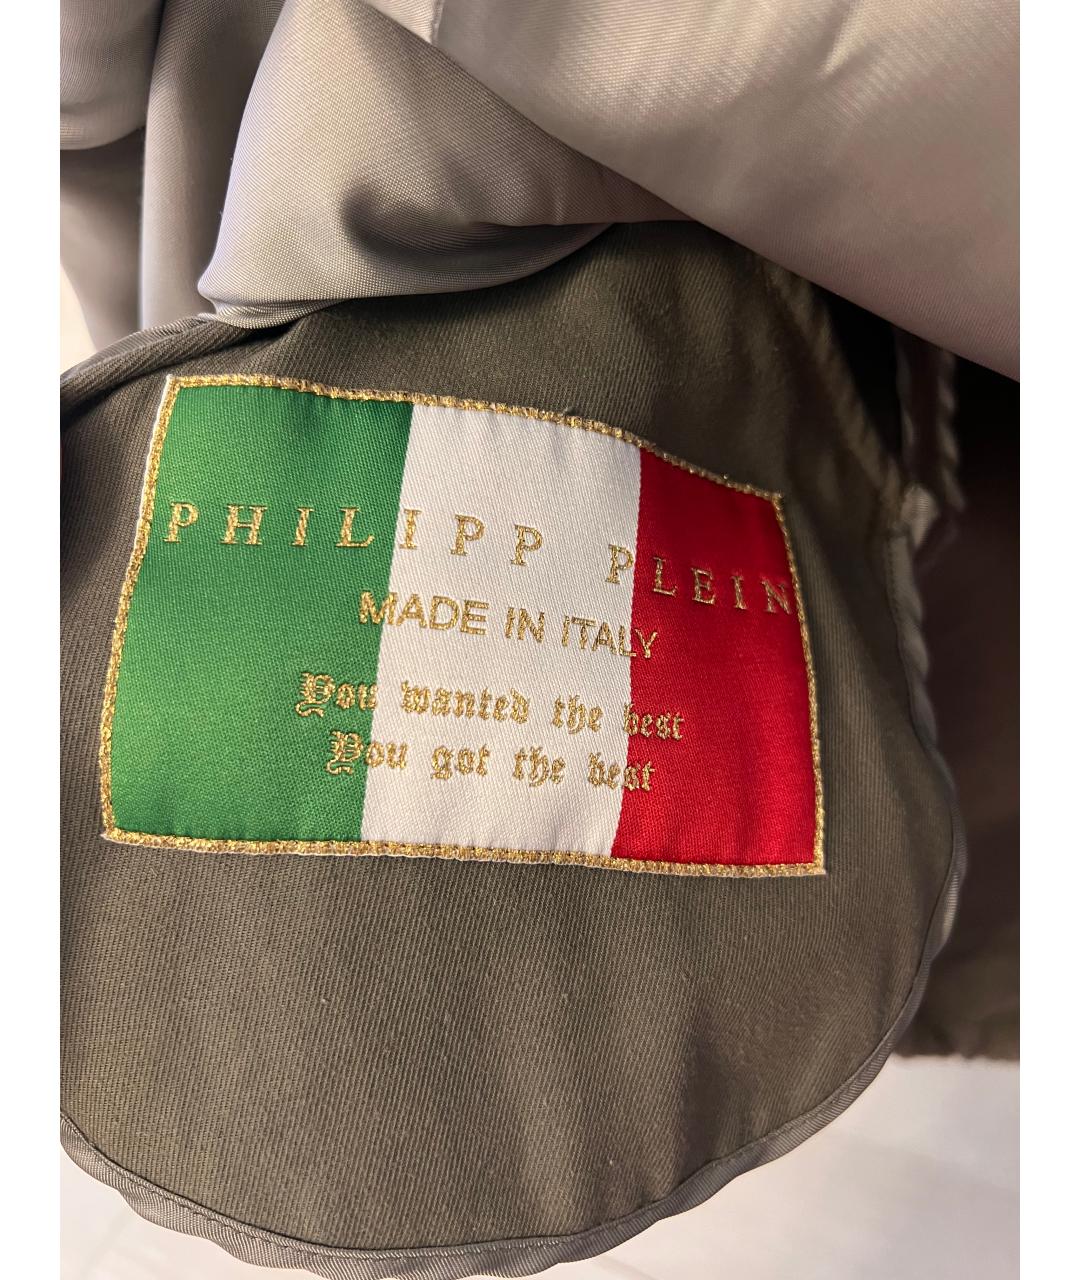 PHILIPP PLEIN
MADE IN ITALY
You wanted the best
You got the best